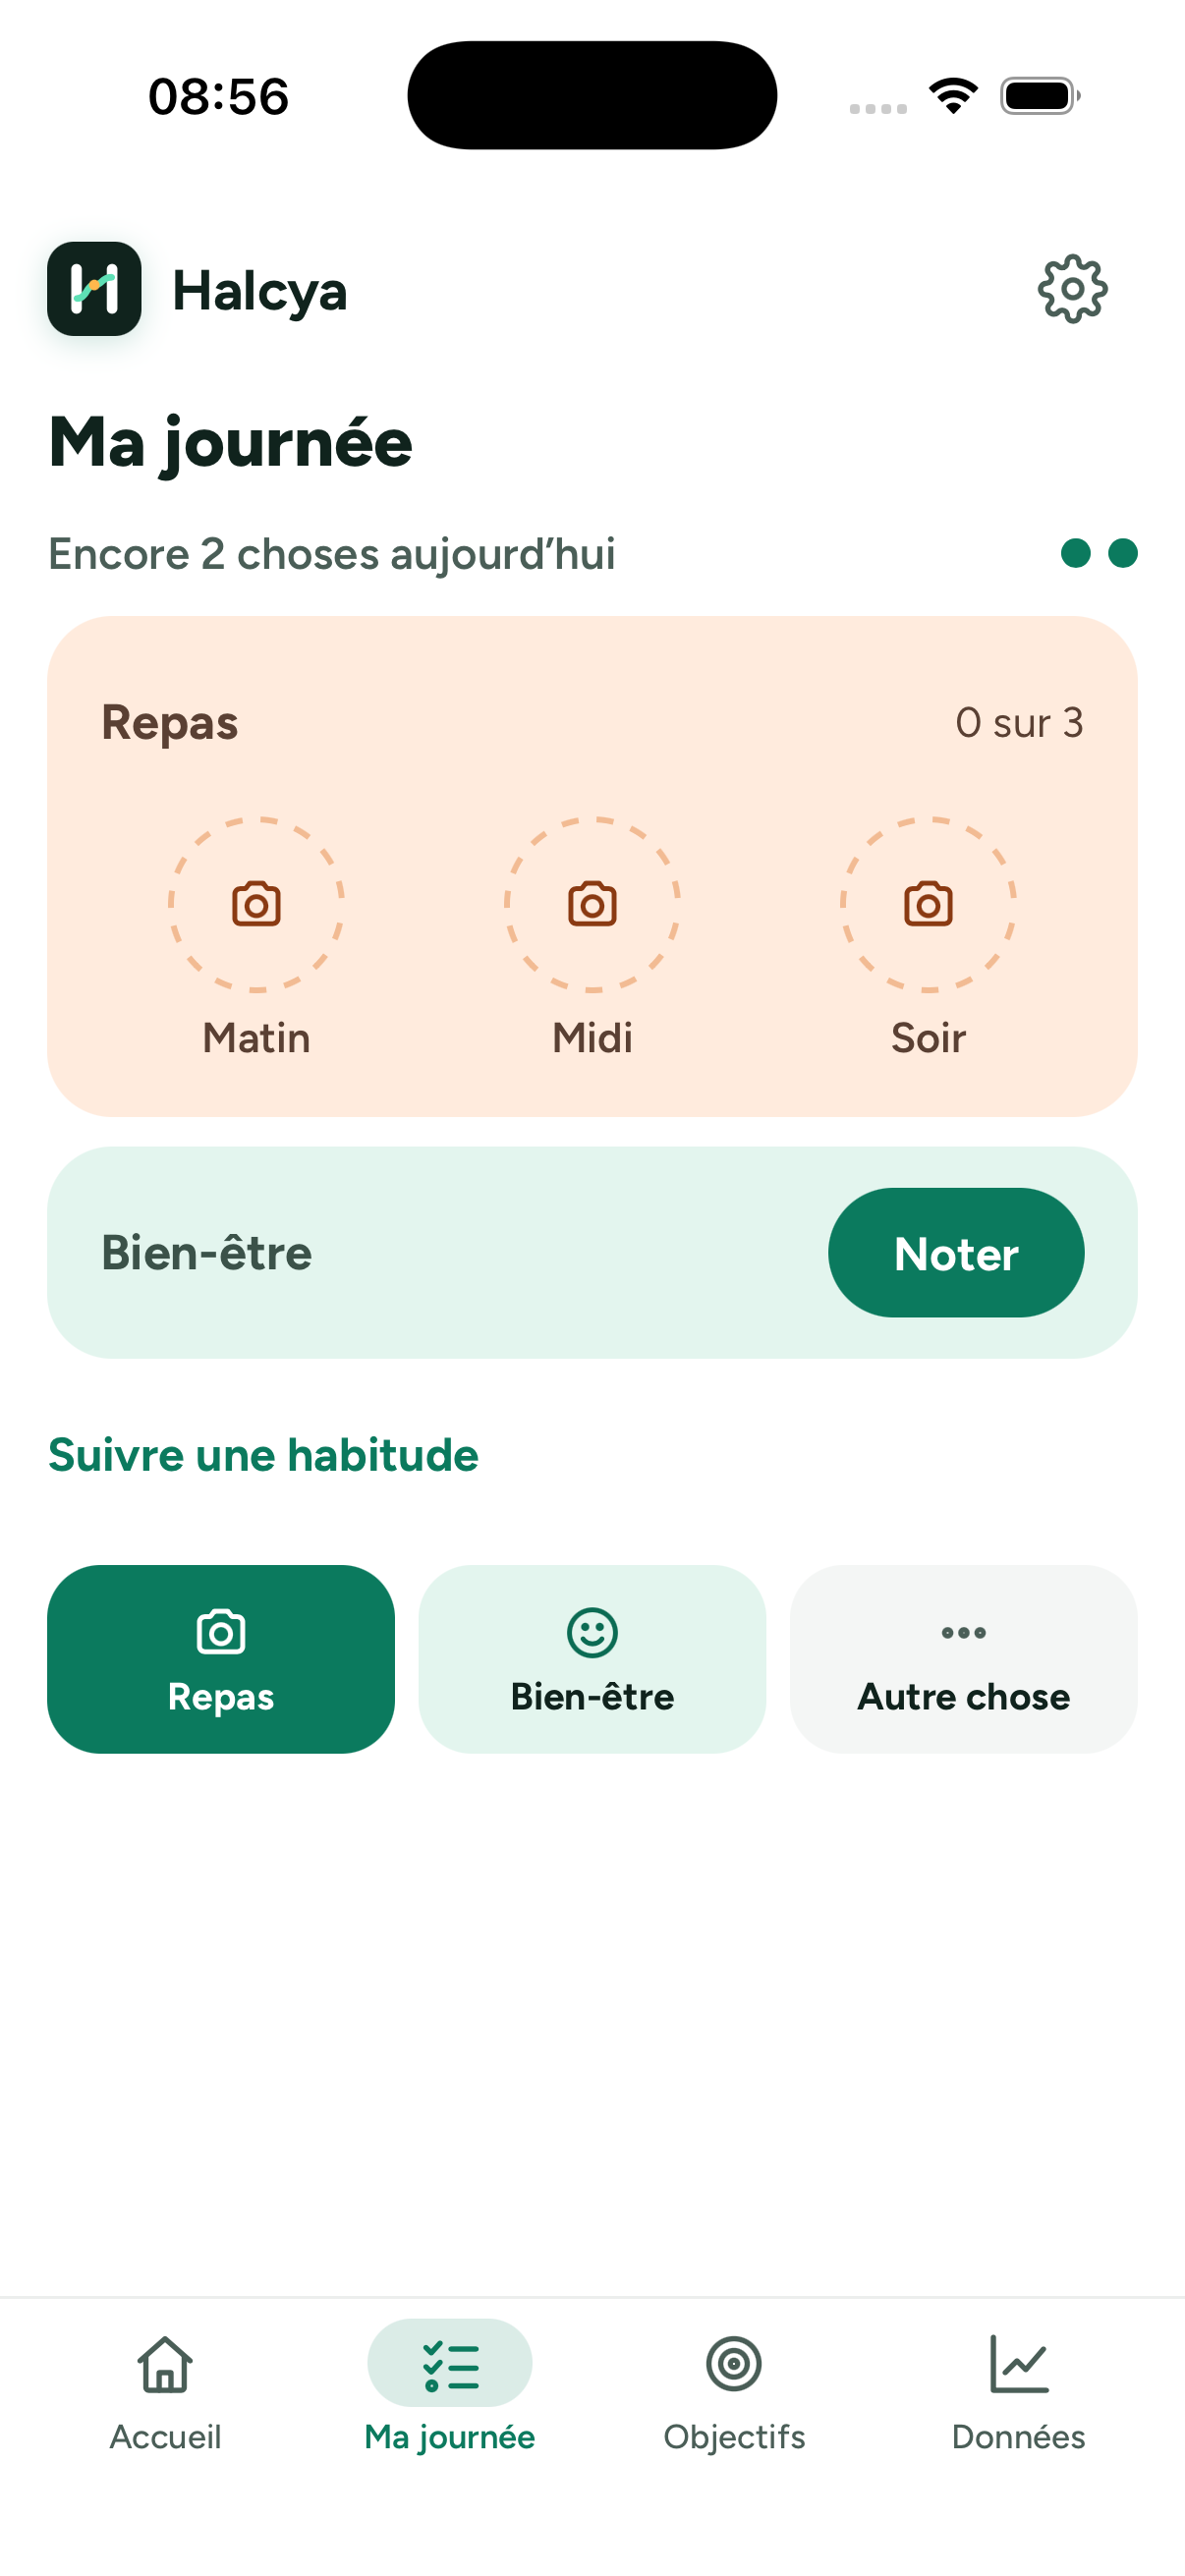 08:56
Halcya
Ma journée
Encore 2 choses aujourd’hui
Repas
0 sur 3
Matin
Midi
Soir
Bien-être
Noter
Suivre une habitude
Repas
Bien-être
Autre chose
Accueil
Ma journée
Objectifs
Données